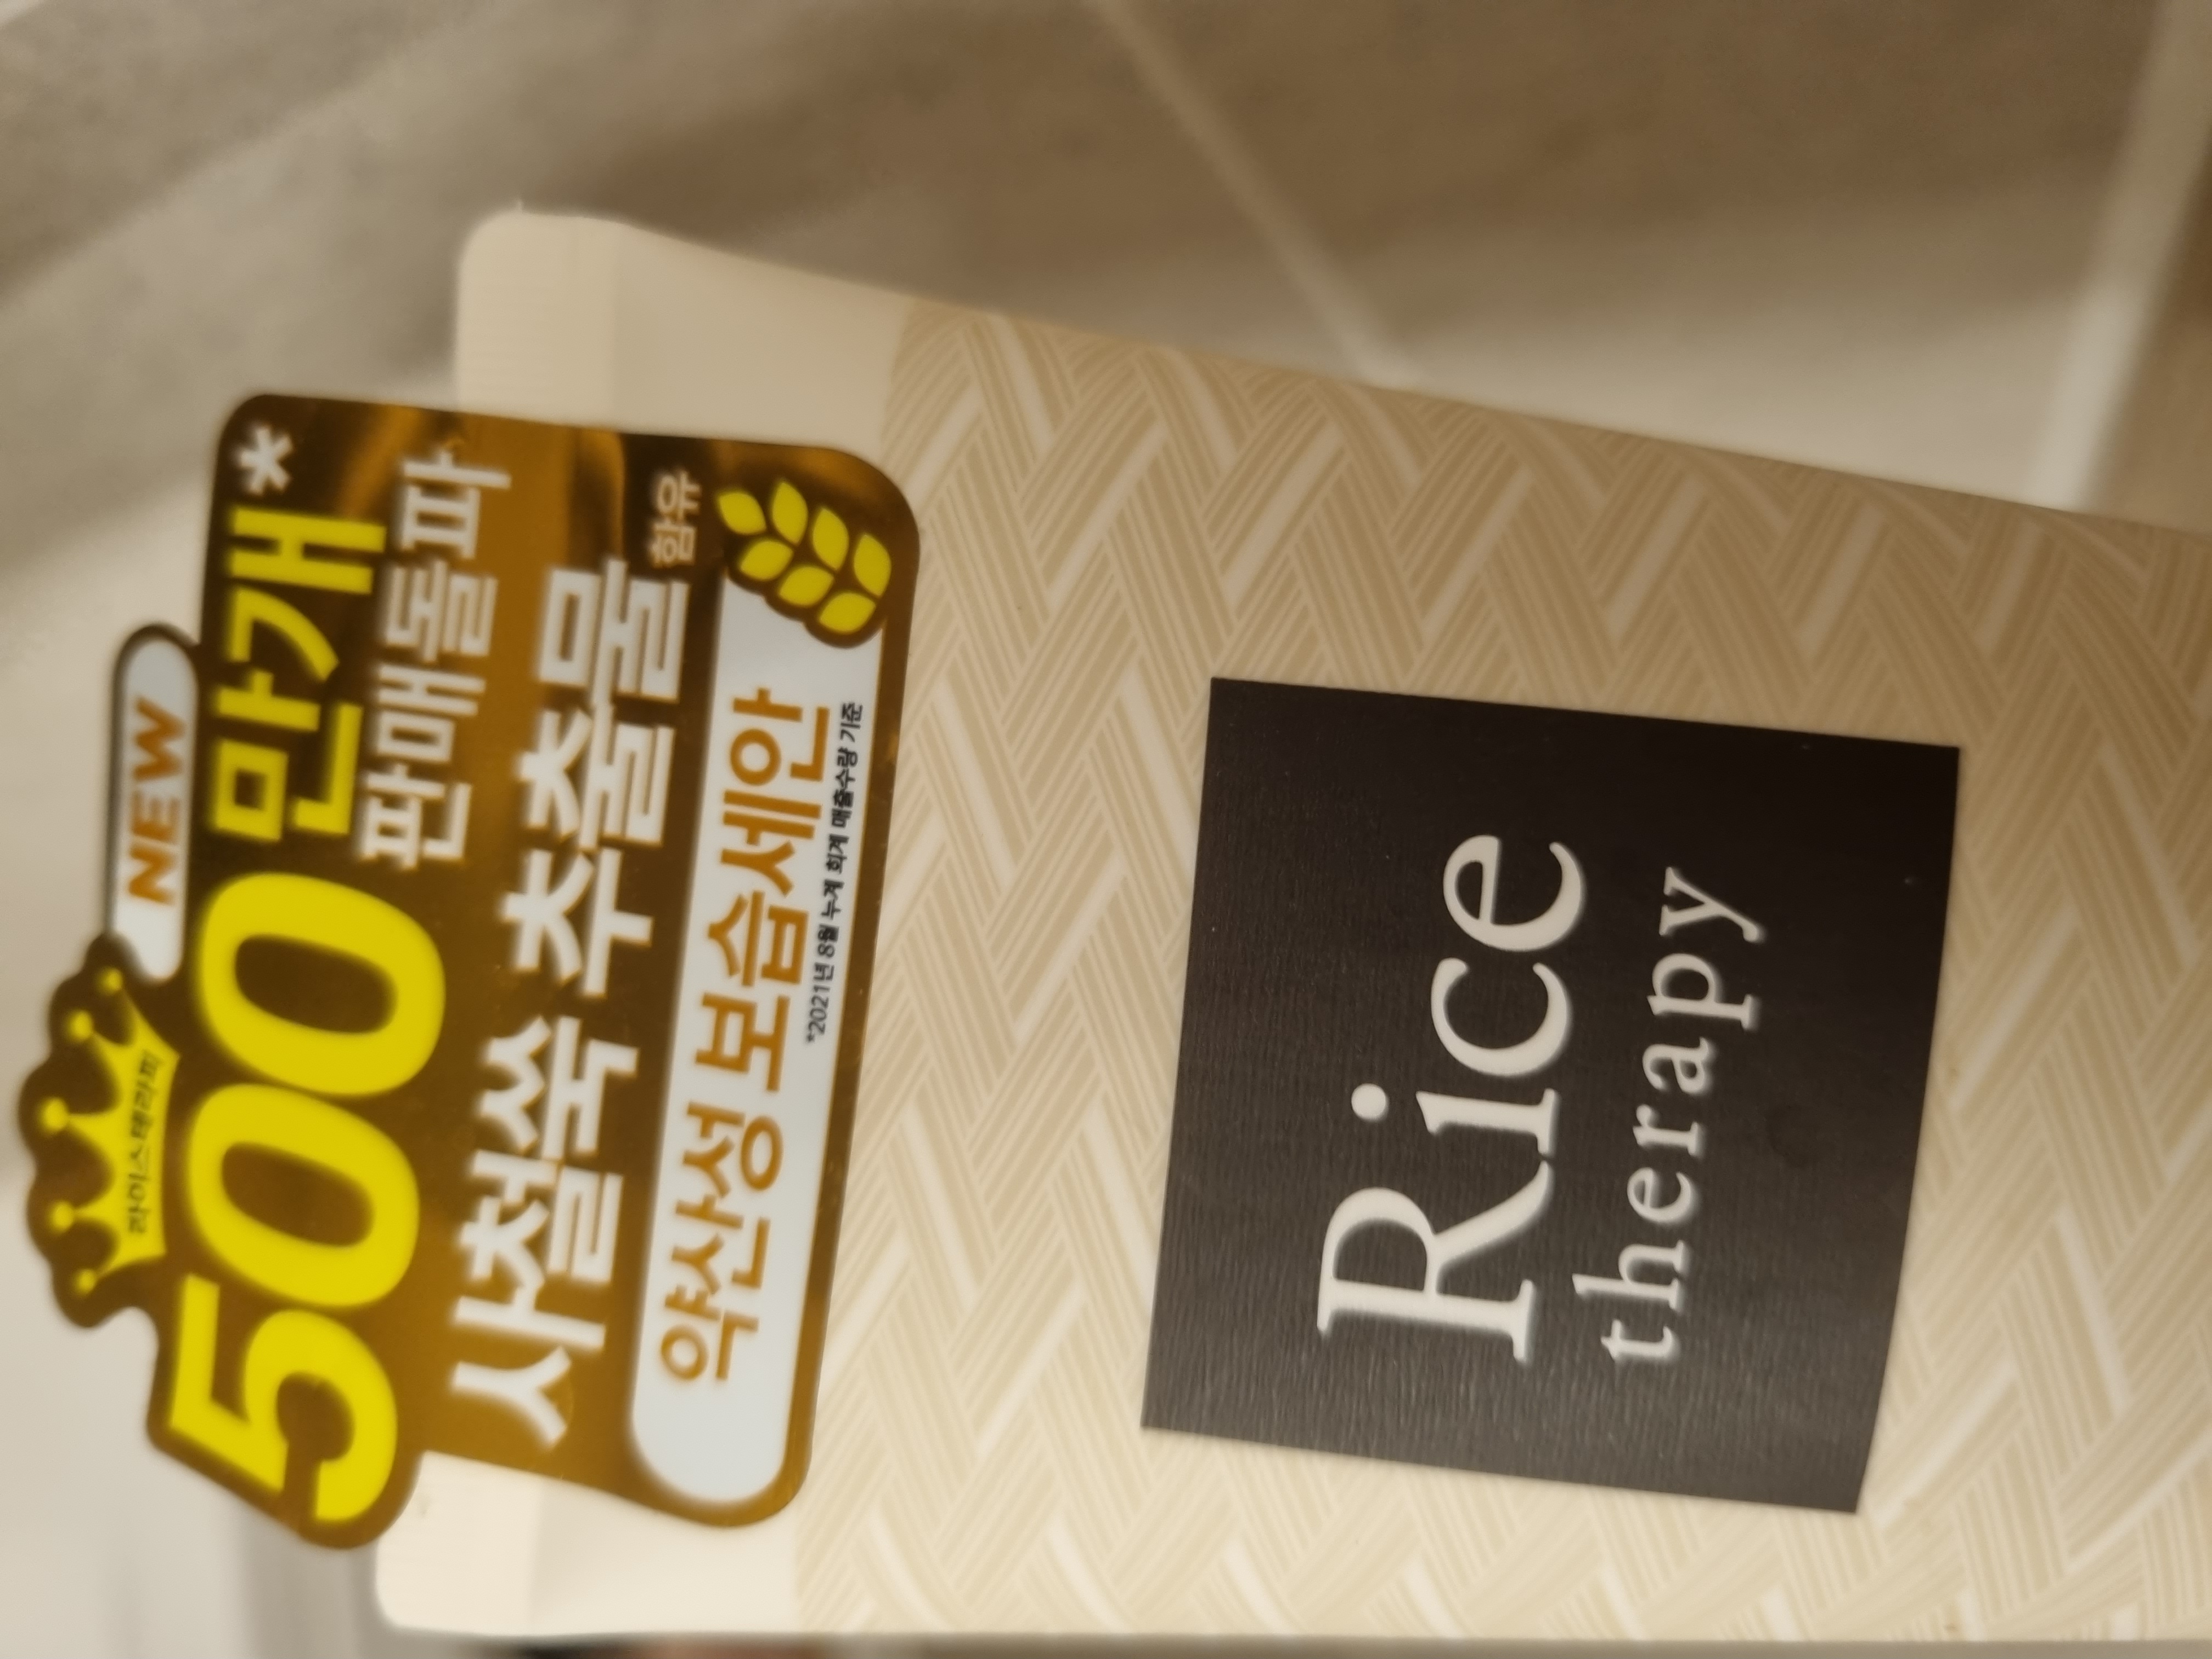 NEW
라이스테라피
500만개*
판매돌파
사철쑥 추출물 함유
약산성 보습세안
*2021년 8월 누계 회계 매출수량 기준
Rice
therapy